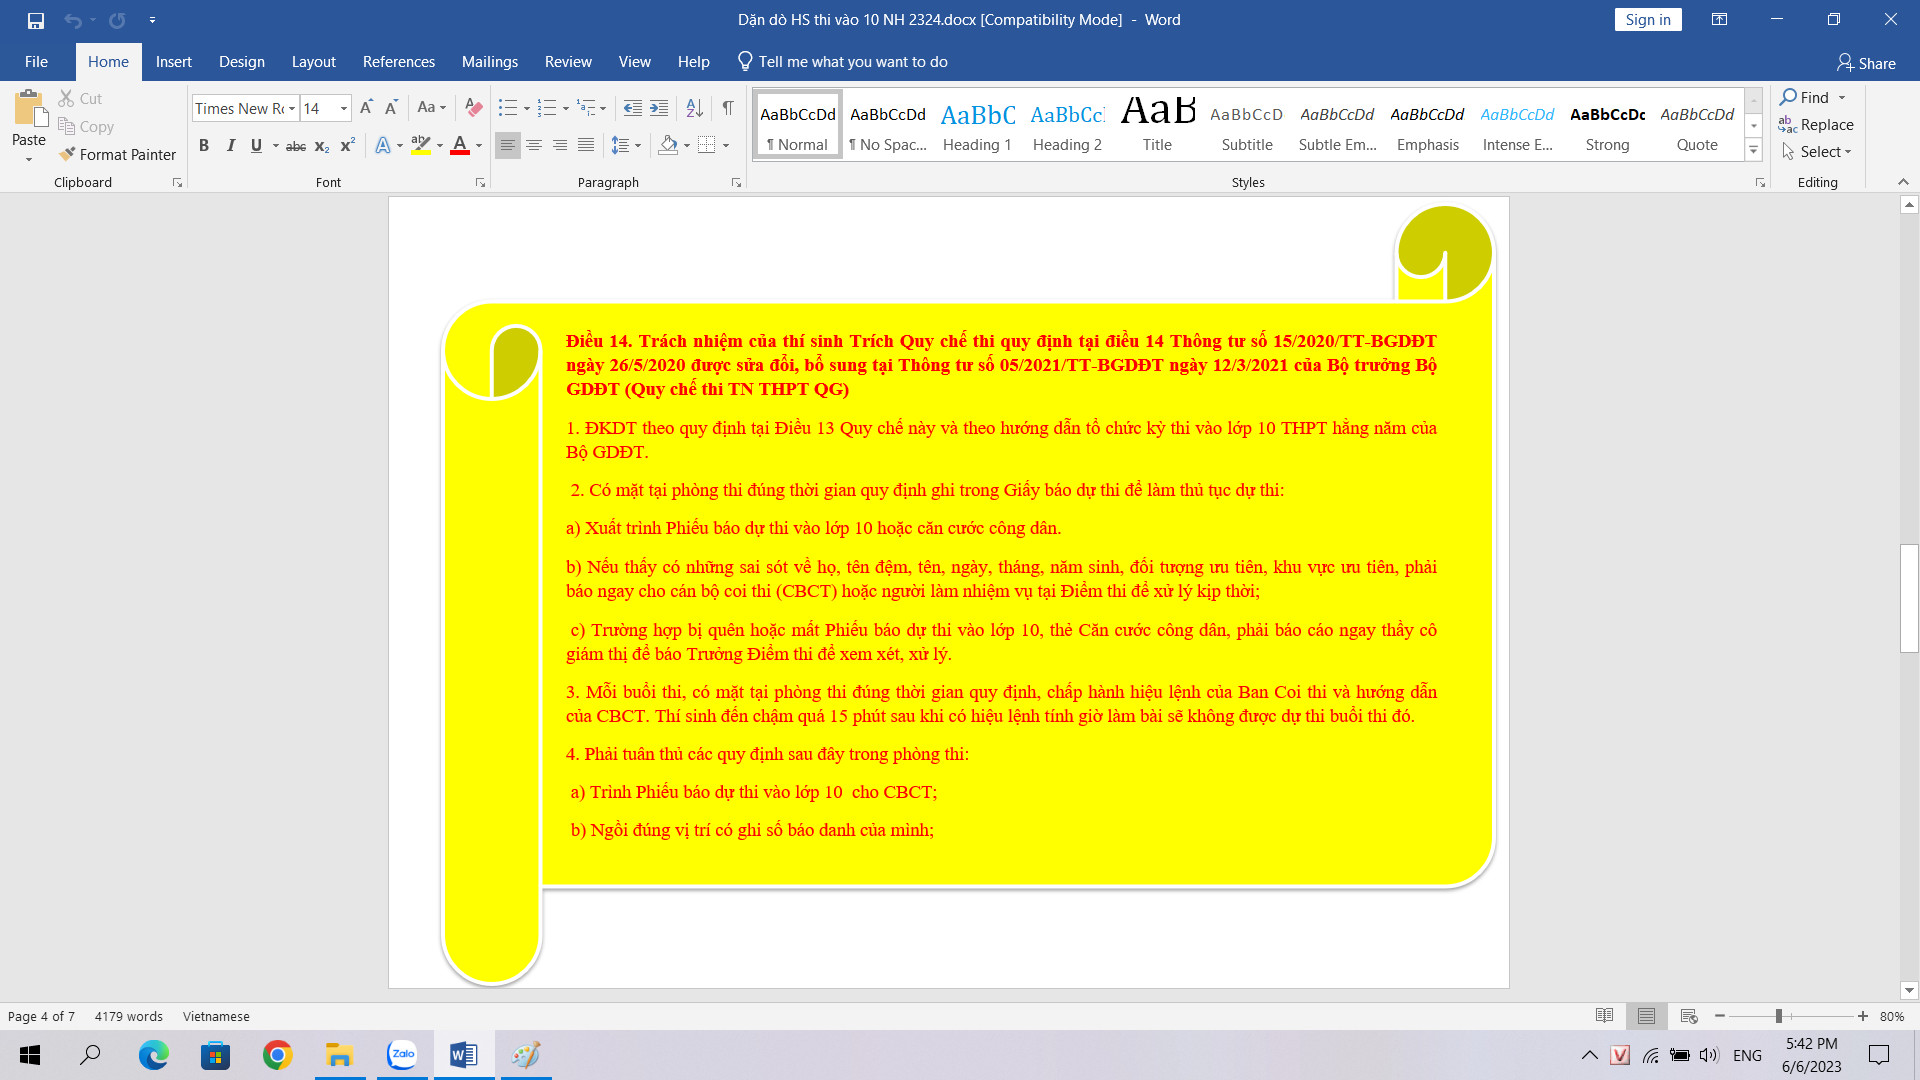 Dặn dò HS thi vào 10 NH 2324.docx [Compatibility Mode] - Word
Sign in
File Home Insert Design Layout References Mailings Review View Help Tell me what you want to do
Share
Paste
Cut
Copy
Format Painter
Clipboard
Times New Ro 14
Font
Paragraph
AaBbCcDd AaBbCcDd AaBbC AaBbCc AaB AaBbCcD AaBbCcDd AaBbCcDd AaBbCcDd AaBbCcDc AaBbCcDd
¶ Normal ¶ No Spac... Heading 1 Heading 2 Title Subtitle Subtle Em... Emphasis Intense E... Strong Quote
Styles
Find
Replace
Select
Editing
Điều 14. Trách nhiệm của thí sinh Trích Quy chế thi quy định tại điều 14 Thông tư số 15/2020/TT-BGDĐT
ngày 26/5/2020 được sửa đổi, bổ sung tại Thông tư số 05/2021/TT-BGDĐT ngày 12/3/2021 của Bộ trưởng Bộ
GDĐT (Quy chế thi TN THPT QG)
1. ĐKDT theo quy định tại Điều 13 Quy chế này và theo hướng dẫn tổ chức kỳ thi vào lớp 10 THPT hằng năm của
Bộ GDĐT.
2. Có mặt tại phòng thi đúng thời gian quy định ghi trong Giấy báo dự thi để làm thủ tục dự thi:
a) Xuất trình Phiếu báo dự thi vào lớp 10 hoặc căn cước công dân.
b) Nếu thấy có những sai sót về họ, tên đệm, tên, ngày, tháng, năm sinh, đối tượng ưu tiên, khu vực ưu tiên, phải
báo ngay cho cán bộ coi thi (CBCT) hoặc người làm nhiệm vụ tại Điểm thi để xử lý kịp thời;
c) Trường hợp bị quên hoặc mất Phiếu báo dự thi vào lớp 10, thẻ Căn cước công dân, phải báo cáo ngay thầy cô
giám thị để báo Trưởng Điểm thi để xem xét, xử lý.
3. Mỗi buổi thi, có mặt tại phòng thi đúng thời gian quy định, chấp hành hiệu lệnh của Ban Coi thi và hướng dẫn
của CBCT. Thí sinh đến chậm quá 15 phút sau khi có hiệu lệnh tính giờ làm bài sẽ không được dự thi buổi thi đó.
4. Phải tuân thủ các quy định sau đây trong phòng thi:
a) Trình Phiếu báo dự thi vào lớp 10 cho CBCT;
b) Ngồi đúng vị trí có ghi số báo danh của mình;
Page 4 of 7 4179 words Vietnamese
80%
Zalo
ENG
5:42 PM
6/6/2023